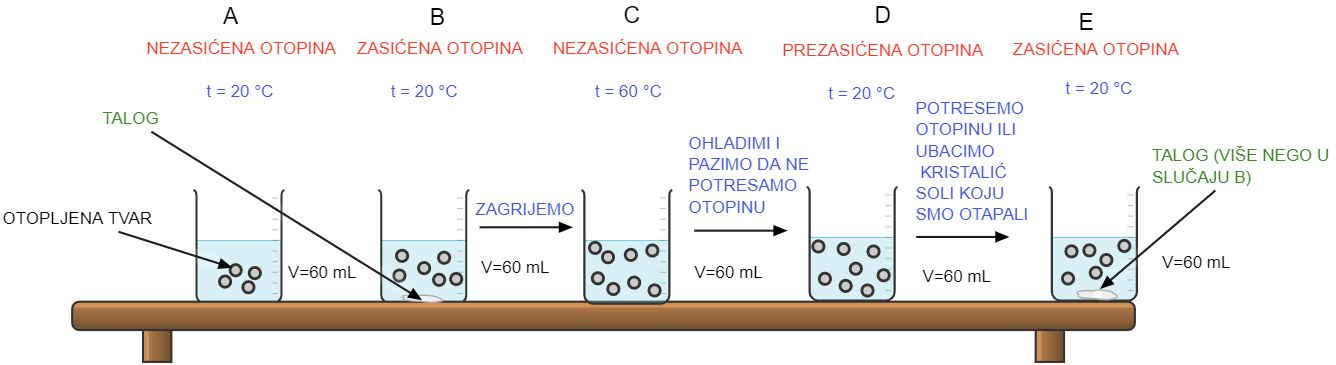 A
NEZASIĆENA OTOPINA
t = 20 °C
B
ZASIĆENA OTOPINA
t = 20 °C
C
NEZASIĆENA OTOPINA
t = 60 °C
D
PREZASIĆENA OTOPINA
t = 20 °C
E
ZASIĆENA OTOPINA
t = 20 °C
TALOG
OTOPLJENA TVAR
V=60 mL
ZAGRIJEMO
V=60 mL
OHLADIMI I
PAZIMO DA NE
POTRESAMO
OTOPINU
V=60 mL
POTRESEMO
OTOPINU ILI
UBACIMO
KRISTALIĆ
SOLI KOJU
SMO OTAPALI
V=60 mL
TALOG (VIŠE NEGO U
SLUČAJU B)
V=60 mL